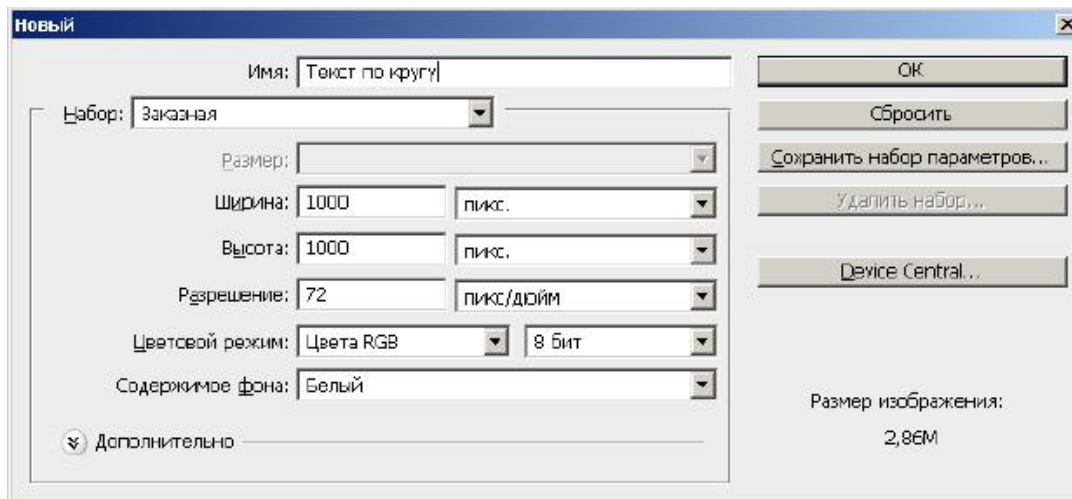 Новый
Имя: Текст по кругу
OK
Набор: Заказная
Сбросить
Размер:
Сохранить набор параметров...
Ширина: 1000 пикс.
Удалить набор...
Высота: 1000 пикс.
Device Central...
Разрешение: 72 пикс/дюйм
Цветовой режим: Цвета RGB 8 бит
Содержимое фона: Белый
Размер изображения:
2,86M
Дополнительно